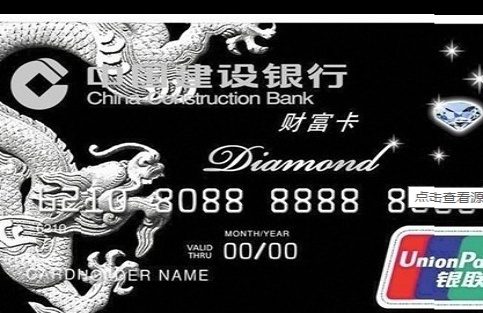 中国建设银行
China Construction Bank
财富卡
Diamond
6210 8088 8888 8
点击查看源
6210
MONTH/YEAR
VALID THRU 00/00
CARDHOLDER NAME
UnionPa
银联